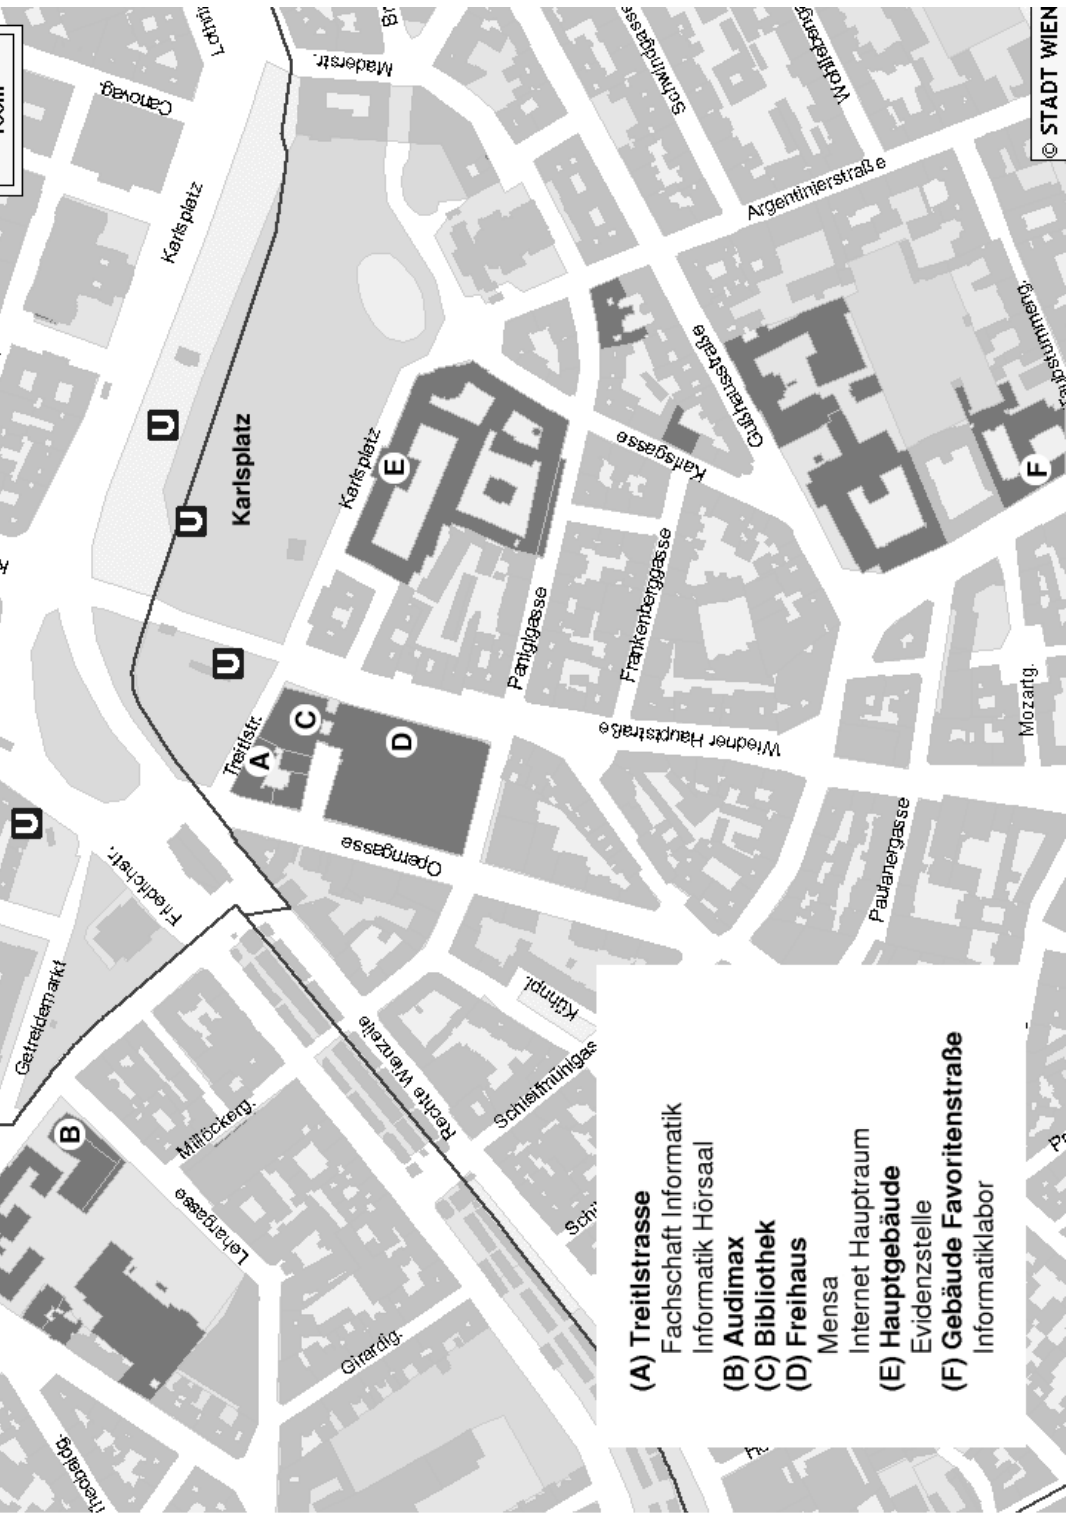 Theobaldg.
Girardig.
Lehargasse
Millöckerg.
B
Getreidemarkt
Friedrichstr.
U
Rechte Wienzeile
Schleifmühlgas
Kühnpl.
Operngasse
Treitlstr.
A
C
D
U
U
U
Karlsplatz
Karlsplatz
Karlsplatz
E
Canovag.
Maderstr.
Paniglgasse
Frankenberggasse
Wiedner Hauptstraße
Paulanergasse
Mozartg.
Karlsgasse
Gußhausstraße
Argentinierstraße
Schwindgasse
Wohllebeng
aubstummeng.
F
© STADT WIEN
(A) Treitlstrasse
Fachschaft Informatik
Informatik Hörsaal
(B) Audimax
(C) Bibliothek
(D) Freihaus
Mensa
Internet Hauptraum
(E) Hauptgebäude
Evidenzstelle
(F) Gebäude Favoritenstraße
Informatiklabor